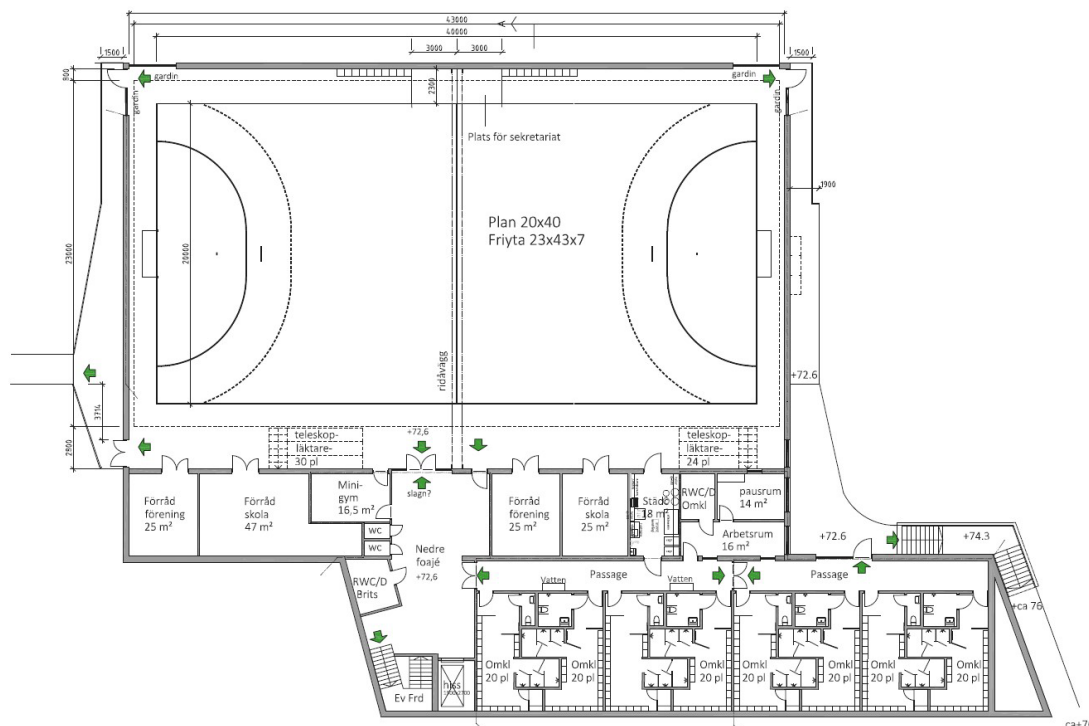 43000
40000
1500
3000
3000
1500
800
gardin
gardin
gardin
gardin
2300
Plats för sekretariat
1900
Plan 20x40
Friyta 23x43x7
23000
20000
ridåvägg
+72.6
3714
2800
teleskop-
läktare-
30 pl
+72,6
teleskop-
läktare-
24 pl
slagn?
Förråd
förening
25 m²
Förråd
skola
47 m²
Mini-
gym
16,5 m²
Förråd
förening
25 m²
Förråd
skola
25 m²
Städ
18 m²
RWC/D
Omkl
pausrum
14 m²
Arbetsrum
16 m²
wc
wc
Nedre
foajé
+72,6
RWC/D
Brits
+72.6
+74.3
+ca 76
Vatten
Passage
Vatten
Passage
Omkl
20 pl
Omkl
20 pl
Omkl
20 pl
Omkl
20 pl
Omkl
20 pl
Omkl
20 pl
Omkl
20 pl
Omkl
20 pl
Ev Frd
hiss